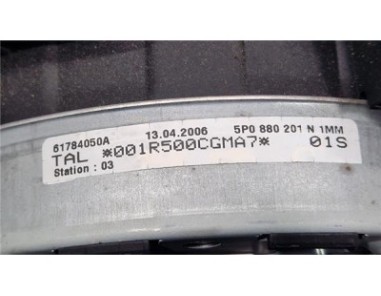 61784050A 13.04.2006 5P0 880 201 N 1MM
TAL *001R500CGMA7* 01S
Station : 03